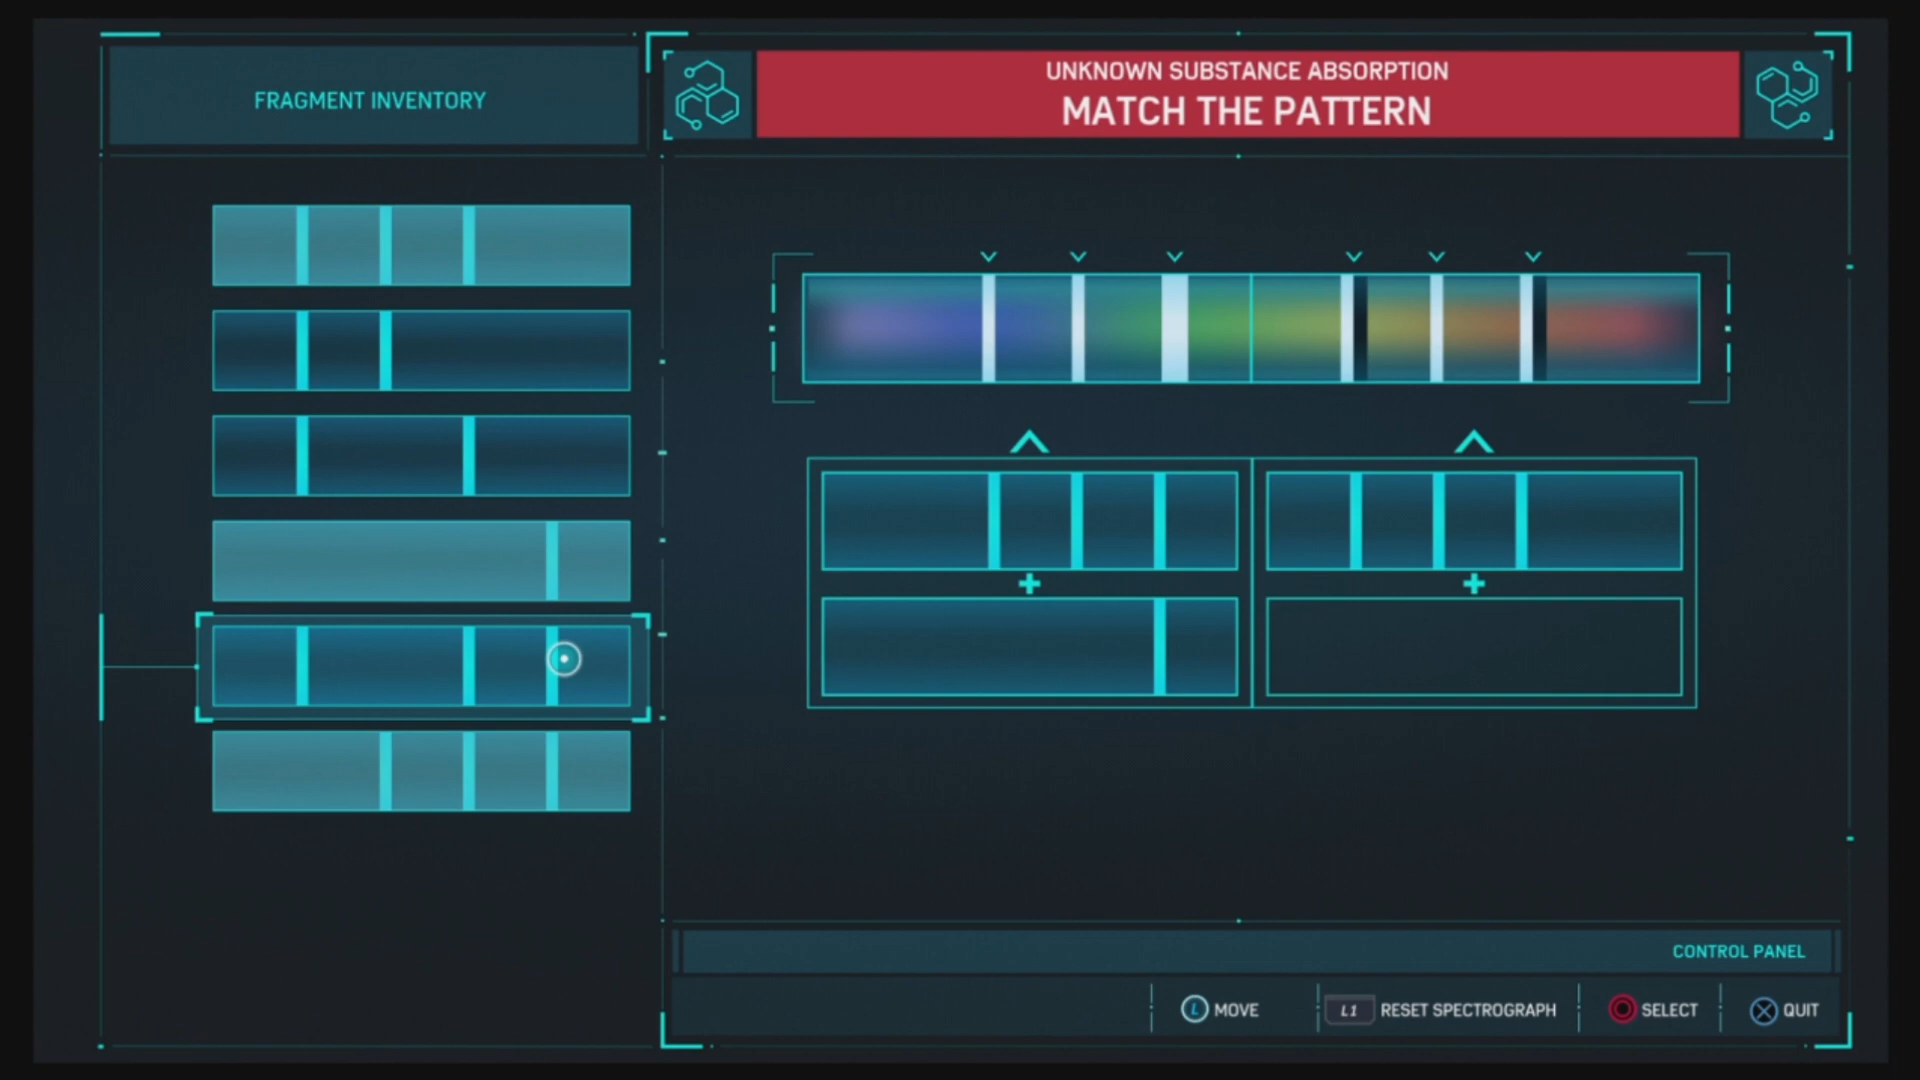 FRAGMENT INVENTORY
UNKNOWN SUBSTANCE ABSORPTION
MATCH THE PATTERN
CONTROL PANEL
L MOVE
L1 RESET SPECTROGRAPH
SELECT
QUIT